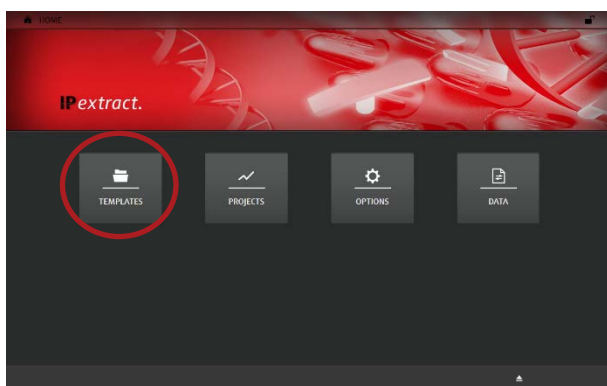 HOME
IPextract.
TEMPLATES
PROJECTS
OPTIONS
DATA